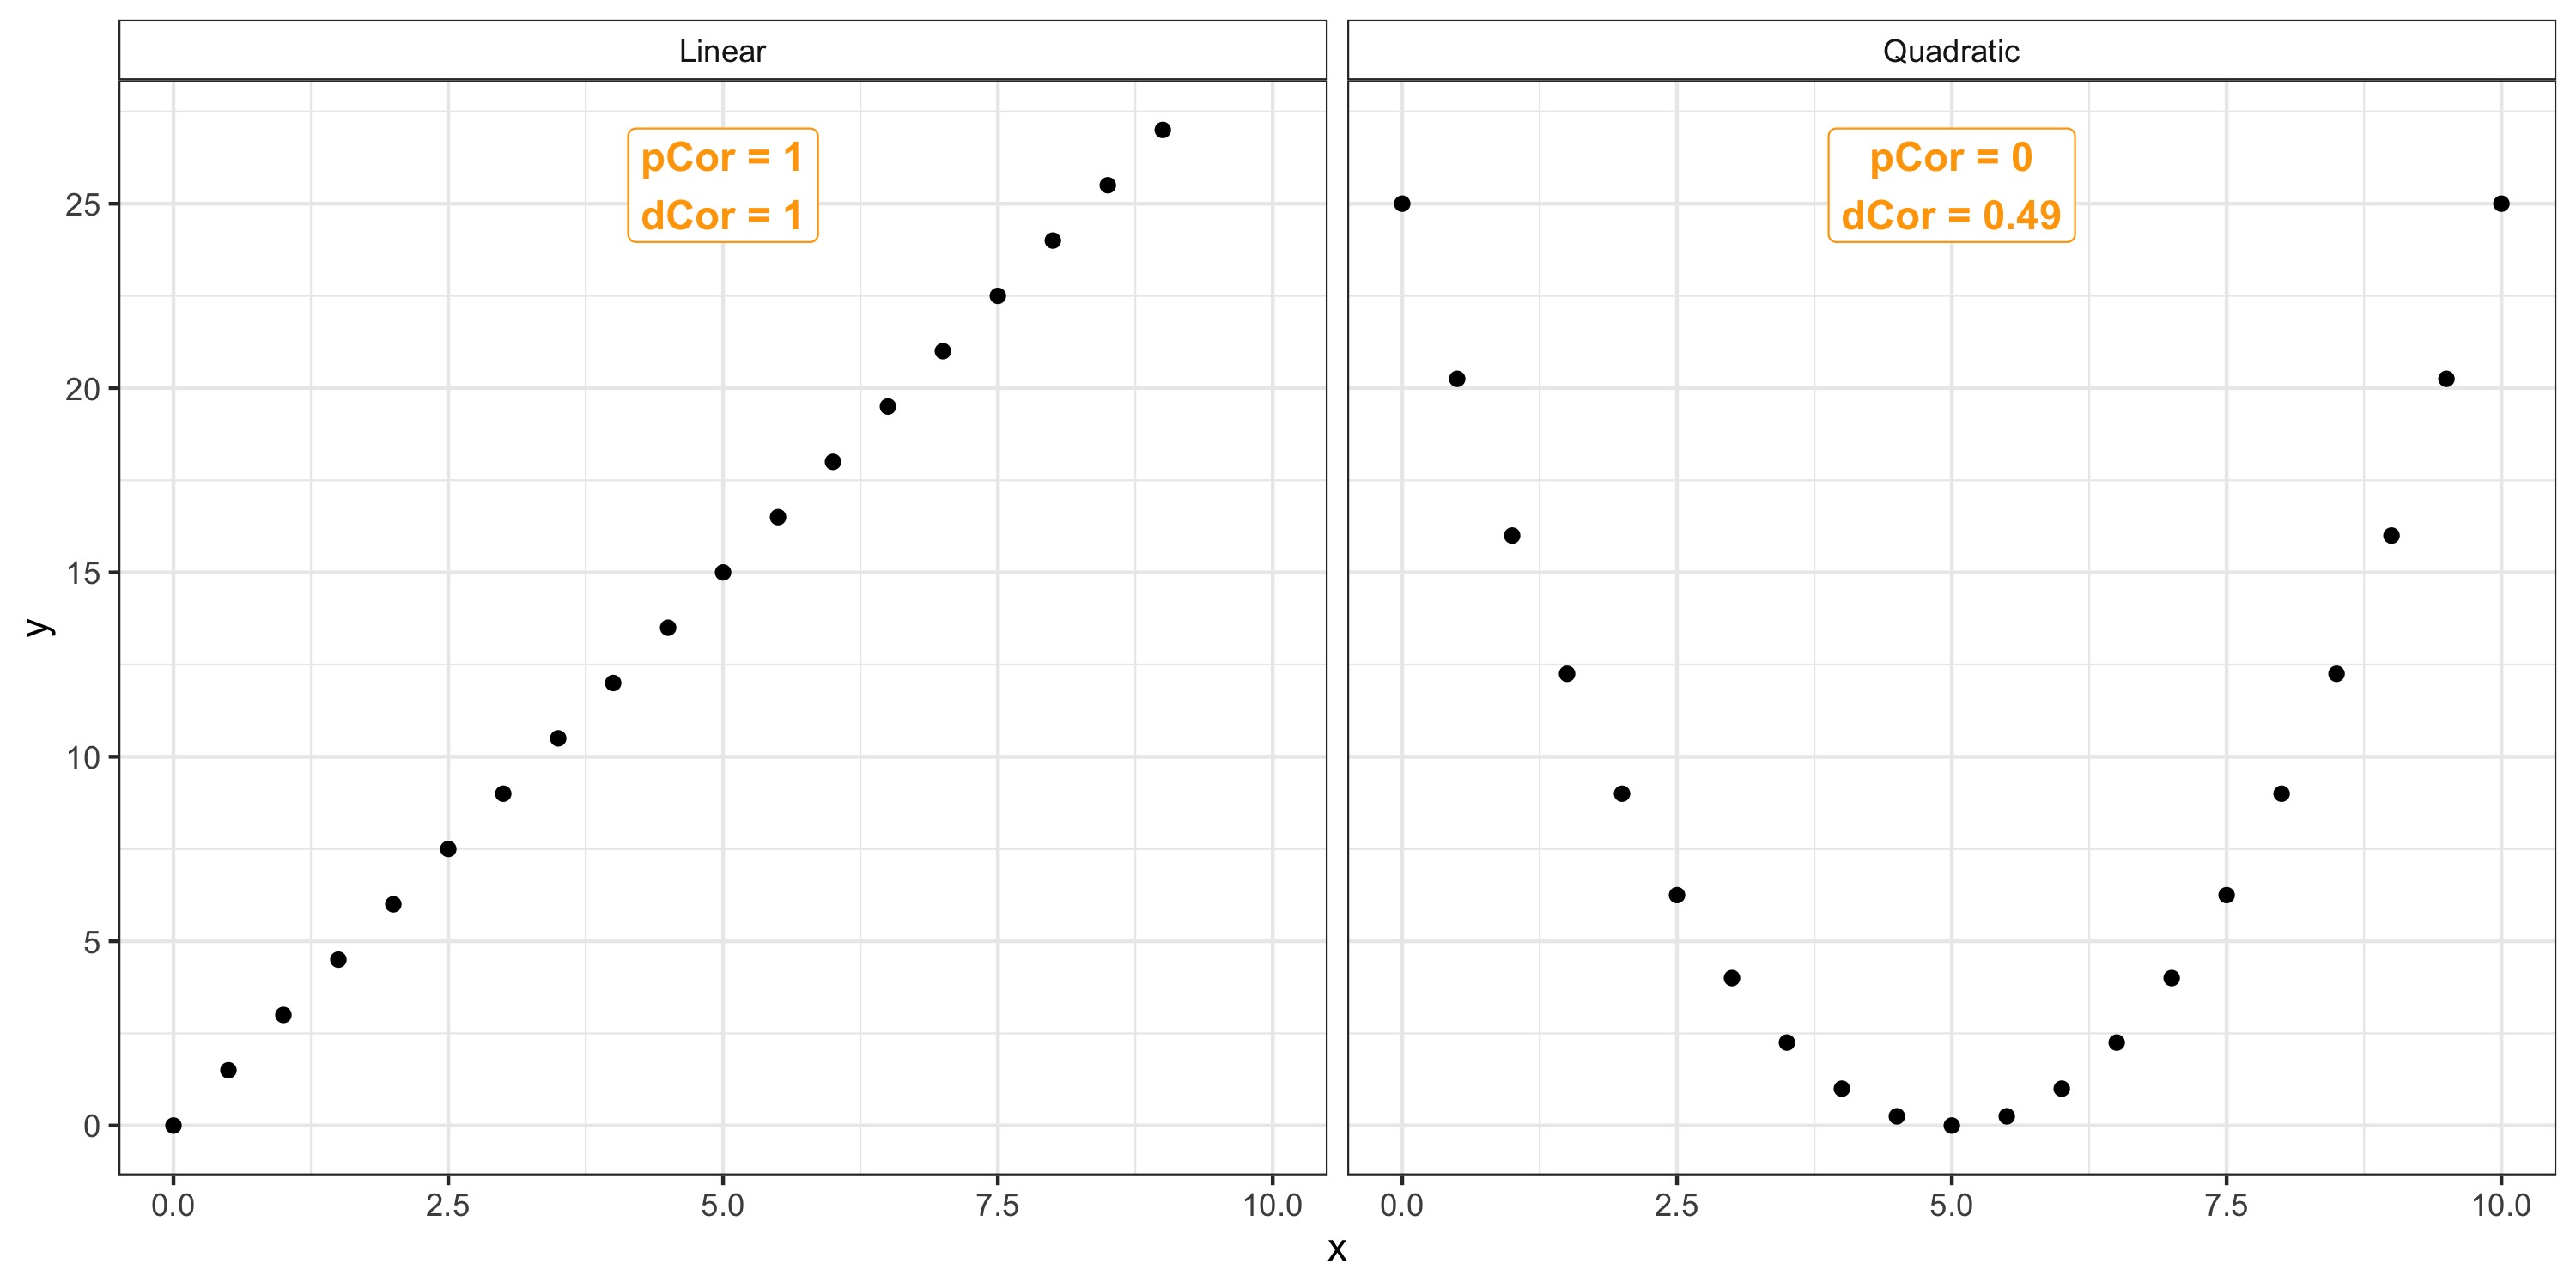 Linear
Quadratic
pCor = 1
dCor = 1
pCor = 0
dCor = 0.49
25
20
15
10
5
0
y
0.0 2.5 5.0 7.5 10.0
0.0 2.5 5.0 7.5 10.0
x